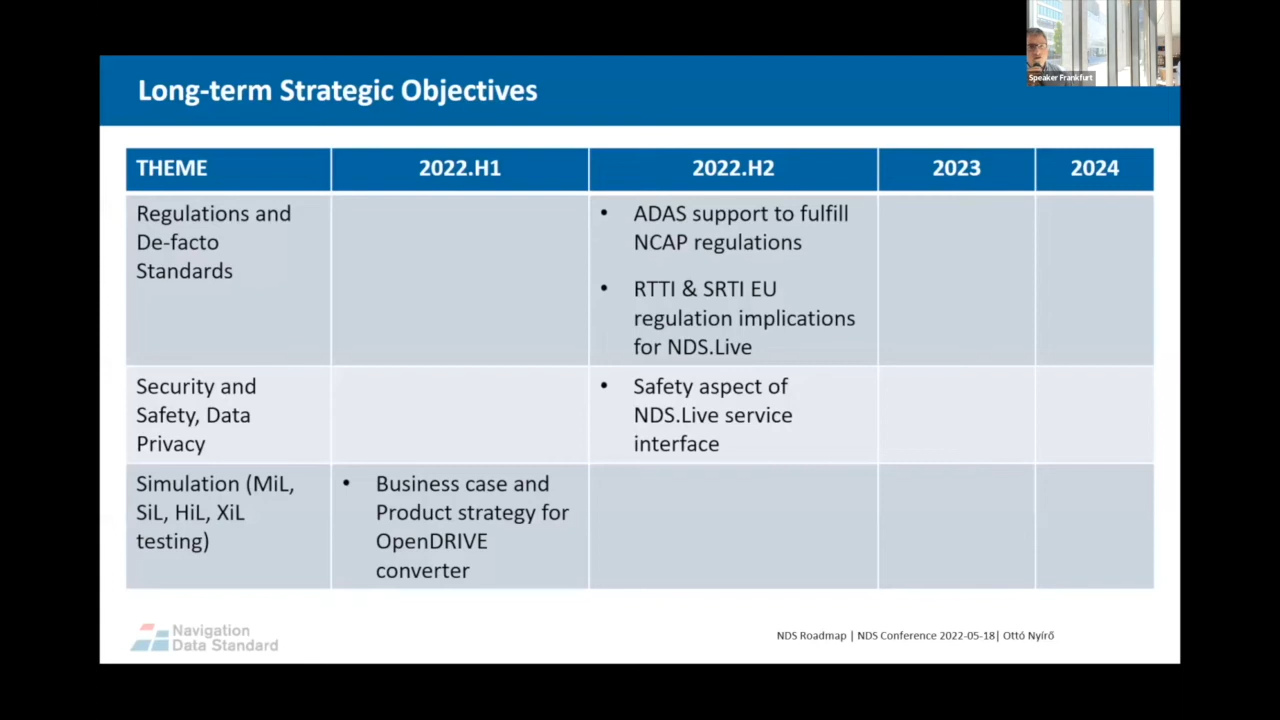 Speaker Frankfurt
Long-term Strategic Objectives
THEME
2022.H1
2022.H2
2023
2024
Regulations and
De-facto
Standards
• ADAS support to fulfill
NCAP regulations
• RTTI & SRTI EU
regulation implications
for NDS.Live
Security and
Safety, Data
Privacy
• Safety aspect of
NDS.Live service
interface
Simulation (MiL,
SiL, HiL, XiL
testing)
• Business case and
Product strategy for
OpenDRIVE
converter
Navigation
Data Standard
NDS Roadmap | NDS Conference 2022-05-18| Ottó Nyírő